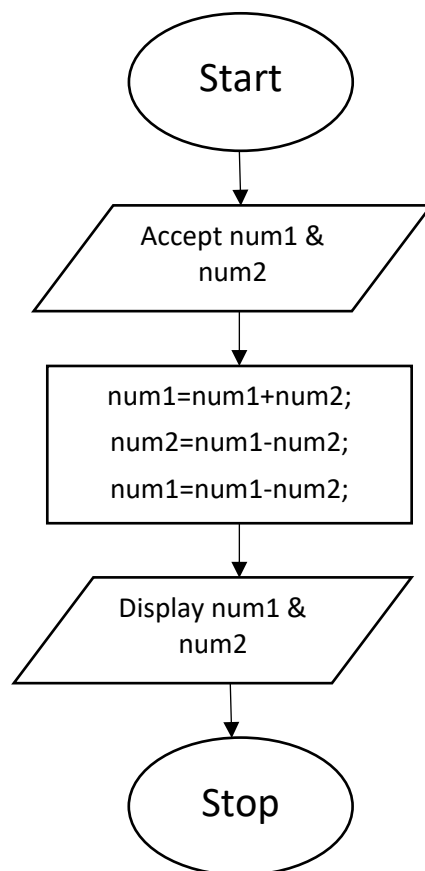 Start
Accept num1 &
num2
num1=num1+num2;
num2=num1-num2;
num1=num1-num2;
Display num1 &
num2
Stop